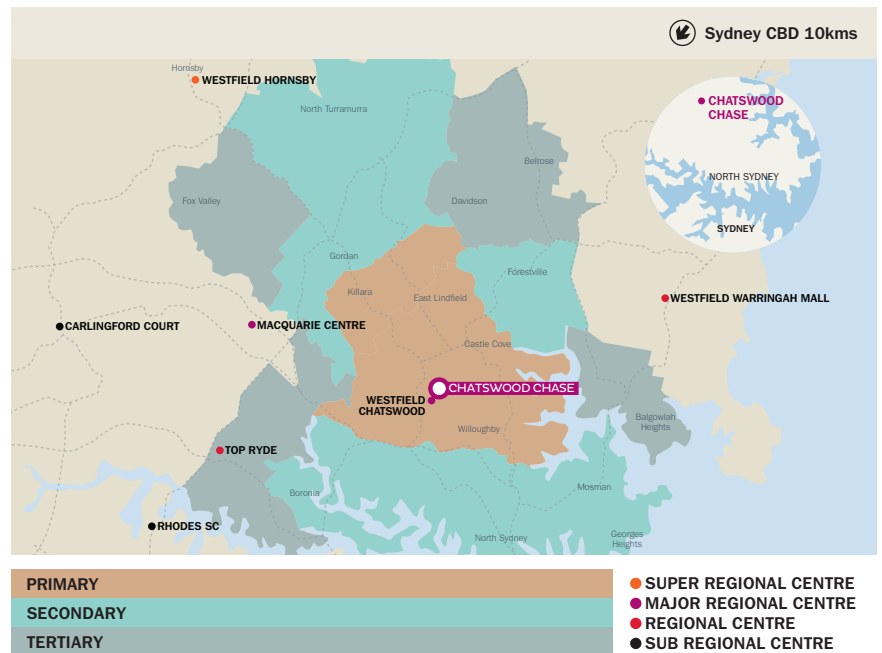 Sydney CBD 10kms
Hornsby
WESTFIELD HORNSBY
North Turramurra
CHATSWOOD
CHASE
Belrose
Fox Valley
Davidson
NORTH SYDNEY
SYDNEY
Gordan
Forestville
Killara
East Lindfield
WESTFIELD WARRINGAH MALL
CARLINGFORD COURT
MACQUARIE CENTRE
Castle Cove
CHATSWOOD CHASE
WESTFIELD
CHATSWOOD
Balgowlah
Heights
Willoughby
TOP RYDE
Mosman
Boronia
RHODES SC
North Sydney
Georges
Heights
PRIMARY
SECONDARY
TERTIARY
SUPER REGIONAL CENTRE
MAJOR REGIONAL CENTRE
REGIONAL CENTRE
SUB REGIONAL CENTRE